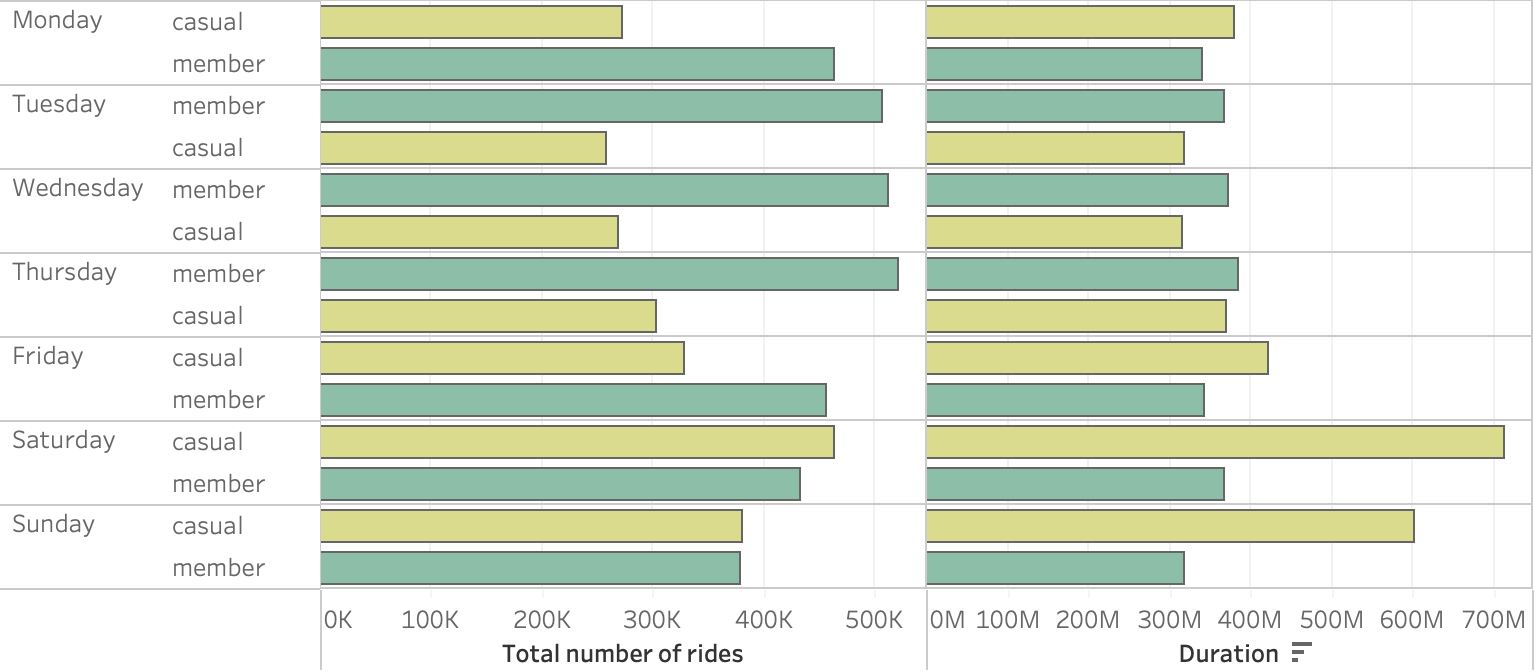 Monday casual
member
Tuesday member
casual
Wednesday member
casual
Thursday member
casual
Friday casual
member
Saturday casual
member
Sunday casual
member
0K 100K 200K 300K 400K 500K 0M 100M 200M 300M 400M 500M 600M 700M
Total number of rides Duration